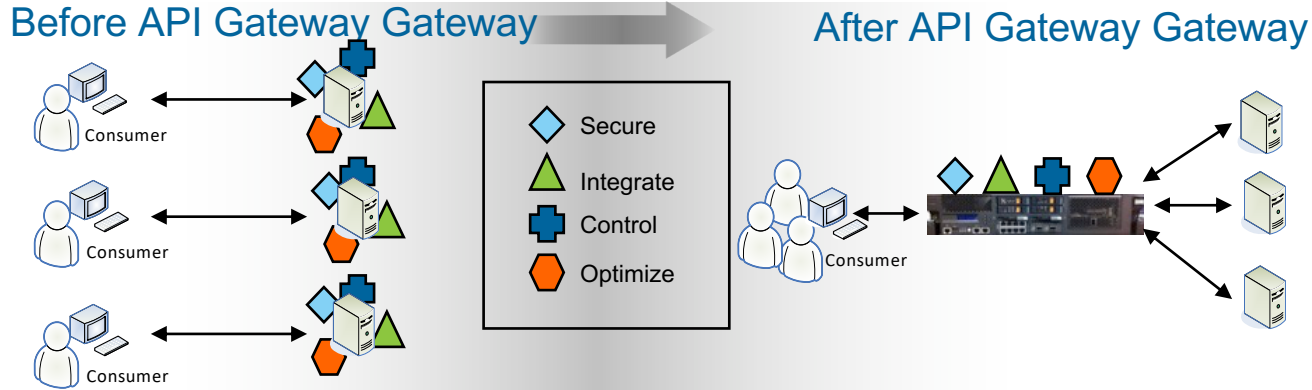 Before API Gateway Gateway
After API Gateway Gateway
Consumer
Consumer
Consumer
Secure
Integrate
Control
Optimize
Consumer